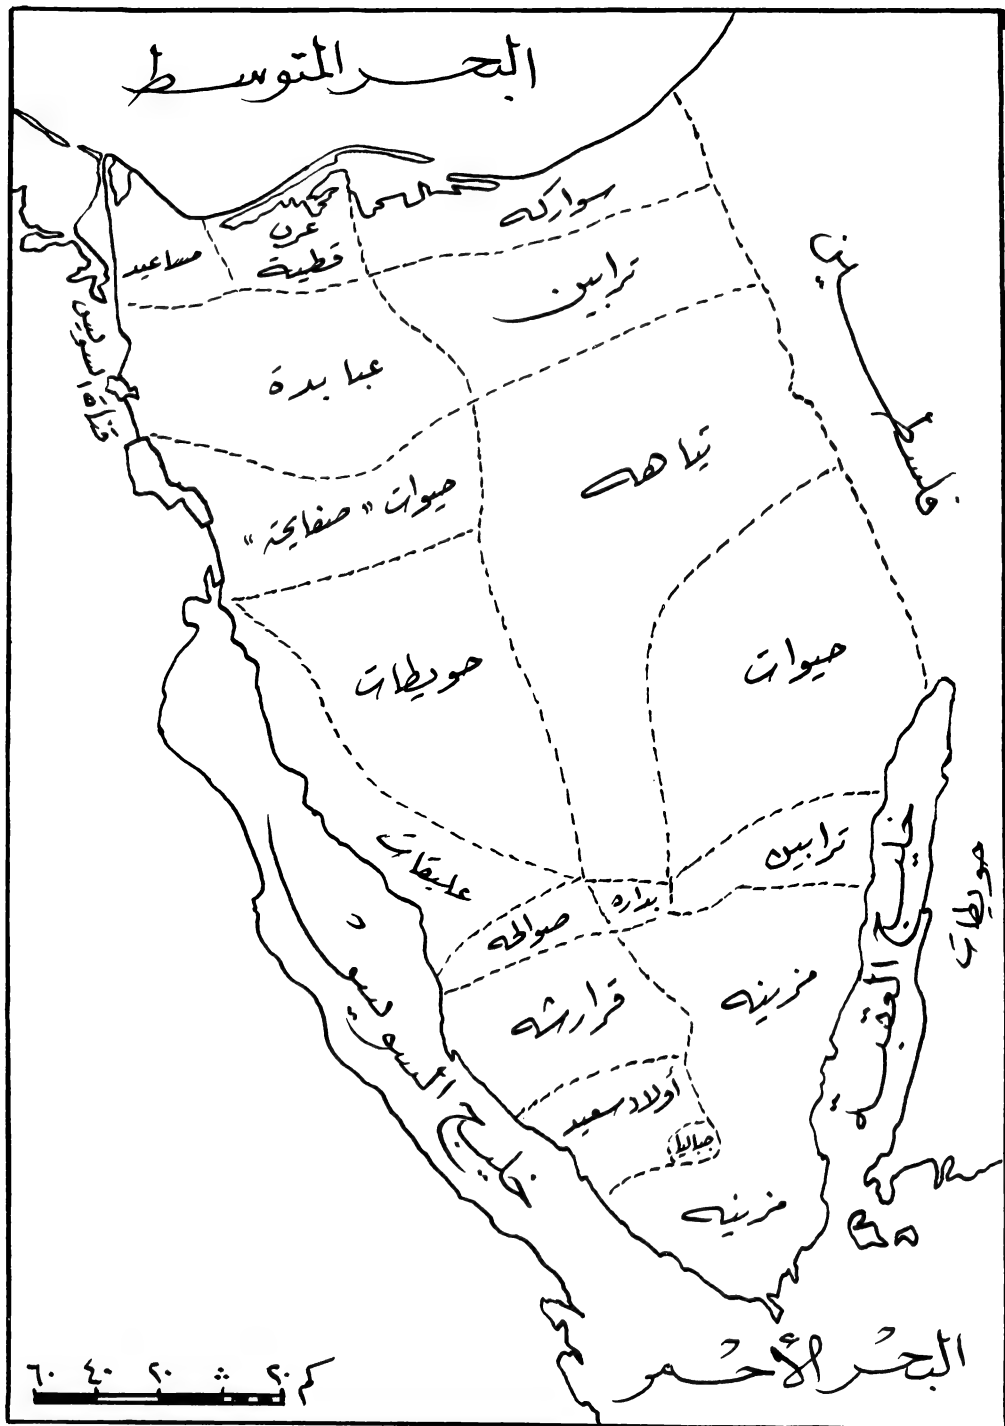 البحر المتوسط
سواركه
عرب
قطية
مساعيد
ترابين
سيناء
قناة السويس
عبابدة
تياهه
فلسطين
حيوات "صفايحة"
حويطات
حيوات
ترابين
خليج العقبة
حويطات
عليقات
بداره
صوالحه
مزينه
قرارشه
خليج السويس
أولاد سعيد
جباليا
مزينه
البحر الأحمر
٦٠ ٤٠ ٢٠ ٠ ٢٠ كم